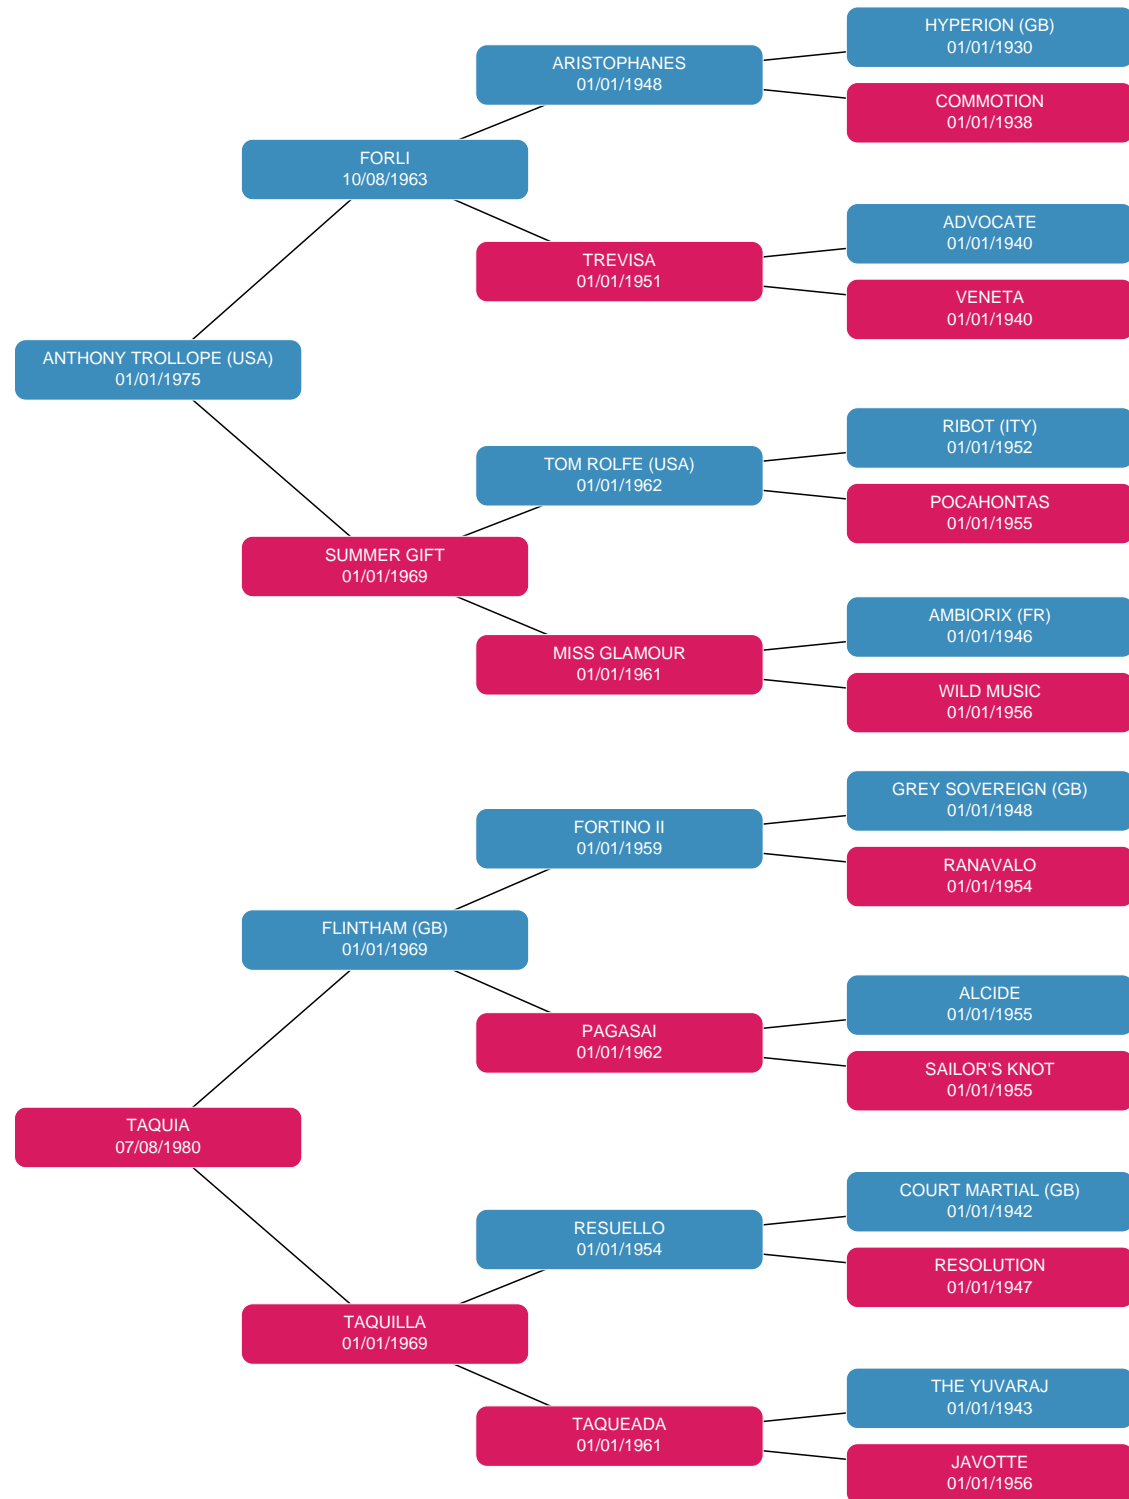 HYPERION (GB)
01/01/1930
ARISTOPHANES
01/01/1948
COMMOTION
01/01/1938
FORLI
10/08/1963
ADVOCATE
01/01/1940
TREVISA
01/01/1951
VENETA
01/01/1940
ANTHONY TROLLOPE (USA)
01/01/1975
RIBOT (ITY)
01/01/1952
TOM ROLFE (USA)
01/01/1962
POCAHONTAS
01/01/1955
SUMMER GIFT
01/01/1969
AMBIORIX (FR)
01/01/1946
MISS GLAMOUR
01/01/1961
WILD MUSIC
01/01/1956
GREY SOVEREIGN (GB)
01/01/1948
FORTINO II
01/01/1959
RANAVALO
01/01/1954
FLINTHAM (GB)
01/01/1969
ALCIDE
01/01/1955
PAGASAI
01/01/1962
SAILOR'S KNOT
01/01/1955
TAQUIA
07/08/1980
COURT MARTIAL (GB)
01/01/1942
RESUELLO
01/01/1954
RESOLUTION
01/01/1947
TAQUILLA
01/01/1969
THE YUVARAJ
01/01/1943
TAQUEADA
01/01/1961
JAVOTTE
01/01/1956